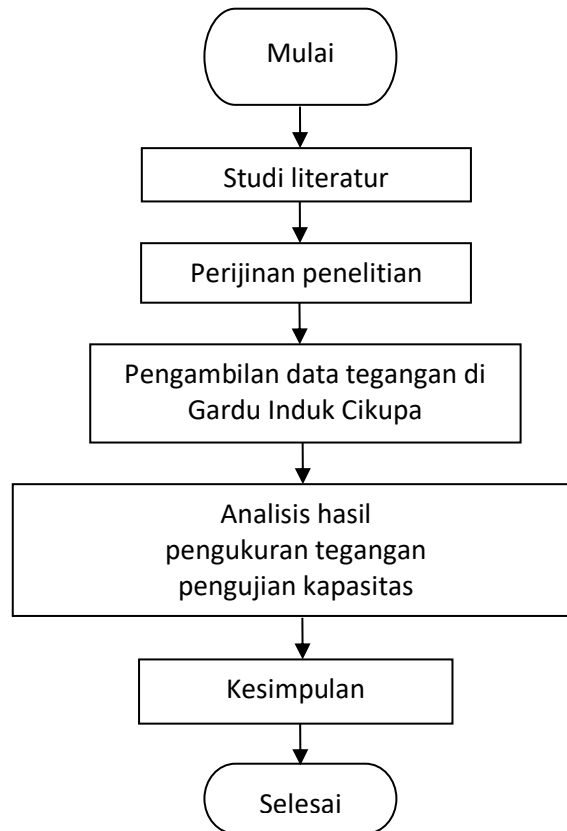 Mulai
Studi literatur
Perijinan penelitian
Pengambilan data tegangan di
Gardu Induk Cikupa
Analisis hasil
pengukuran tegangan
pengujian kapasitas
Kesimpulan
Selesai